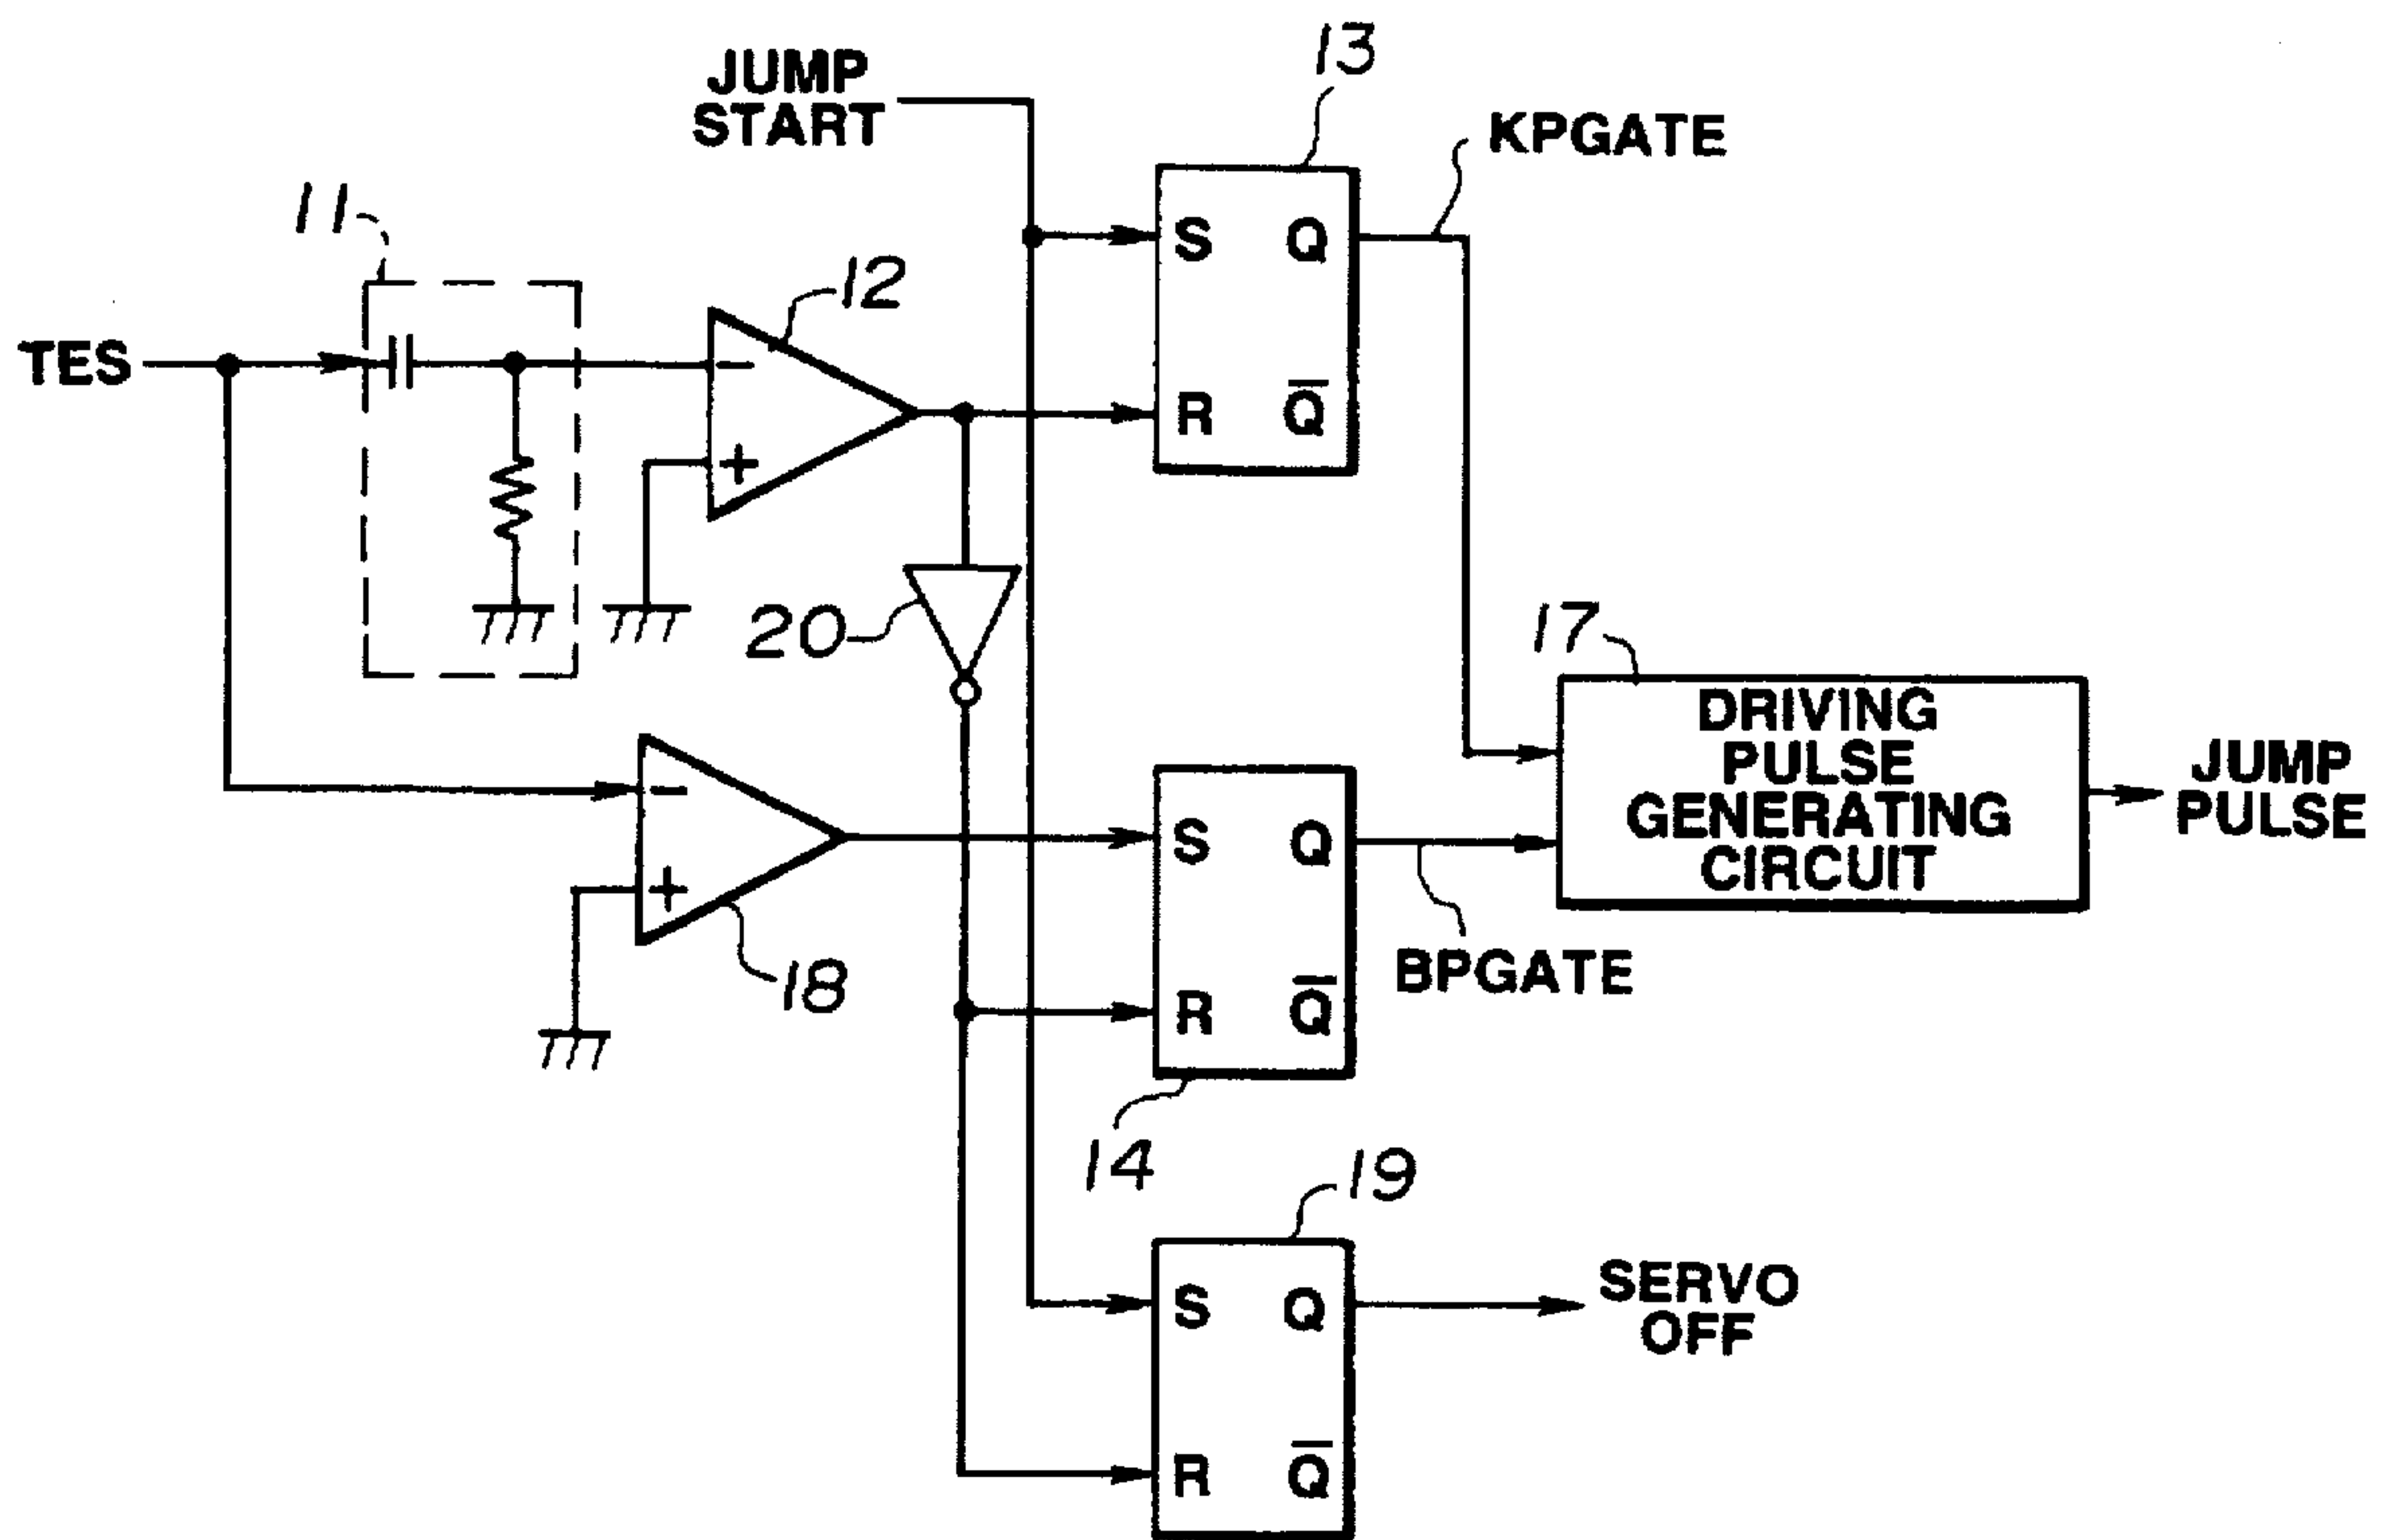 13
JUMP
START
KPGATE
11
12
S Q
TES
−
R Q̅
+
20
17
DRIVING
PULSE
GENERATING
CIRCUIT
JUMP
PULSE
−
S Q
+
BPGATE
18
R Q̅
14
19
S Q
SERVO
OFF
R Q̅